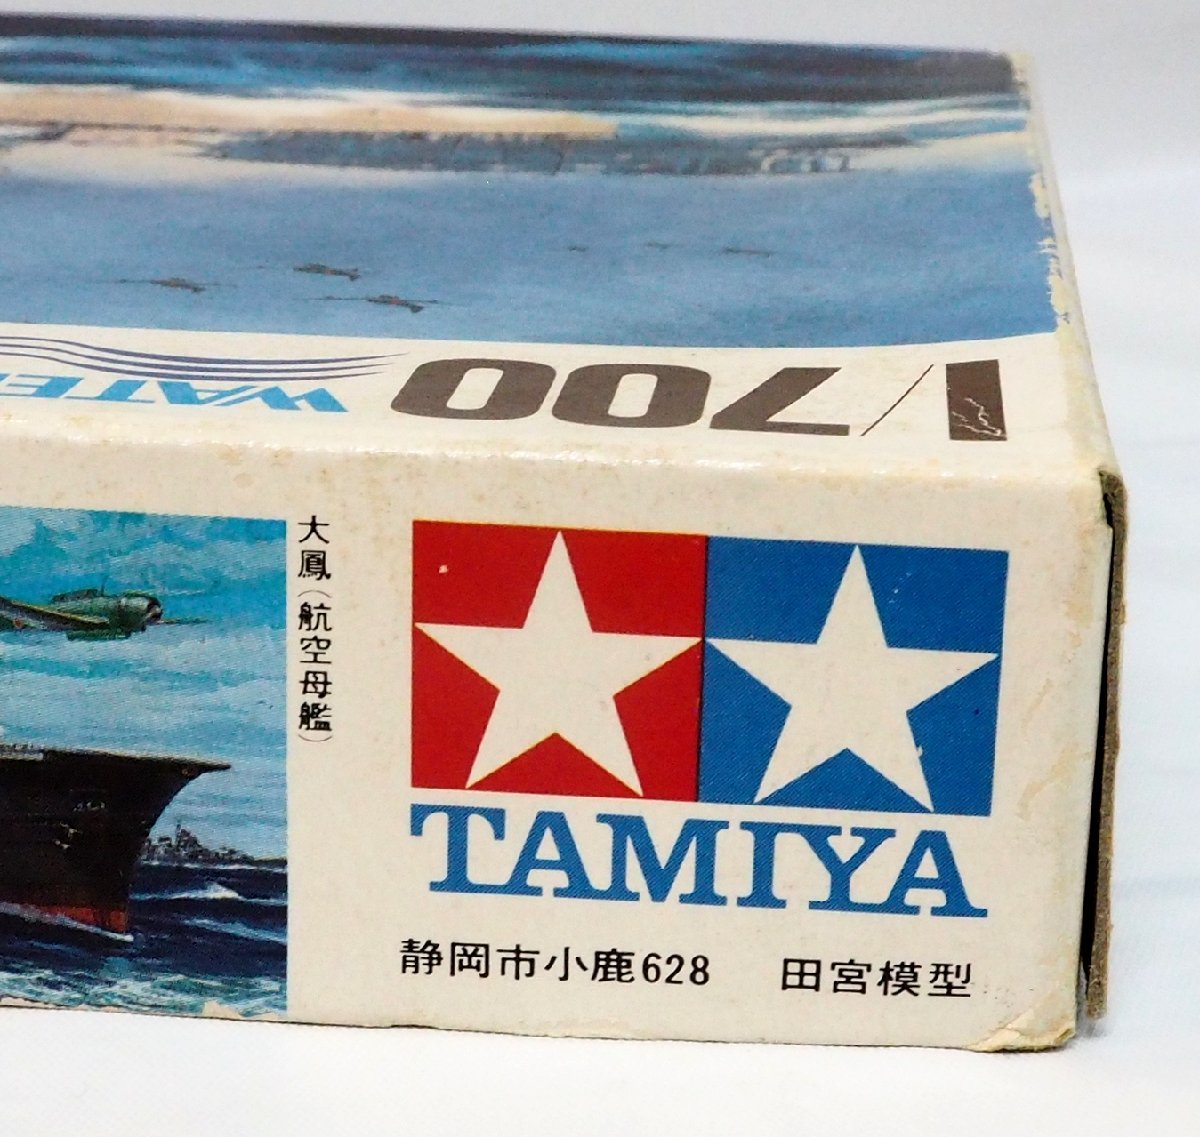 1/700
WATE
大鳳(航空母艦)
TAMIYA
静岡市小鹿628 田宮模型